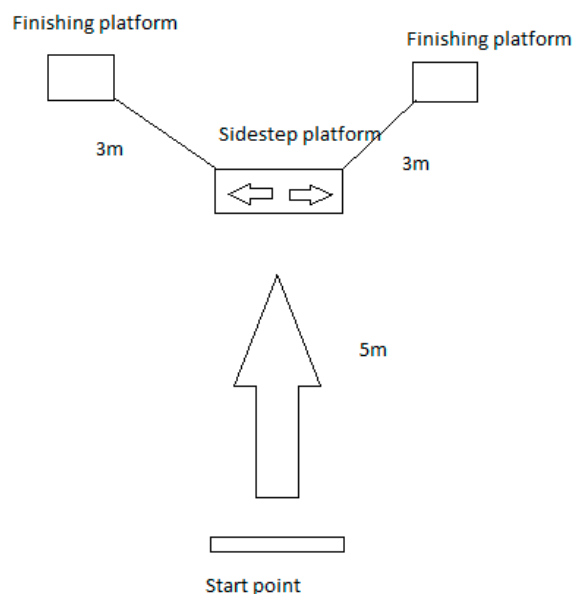 Finishing platform
Finishing platform
Sidestep platform
3m
3m
5m
Start point